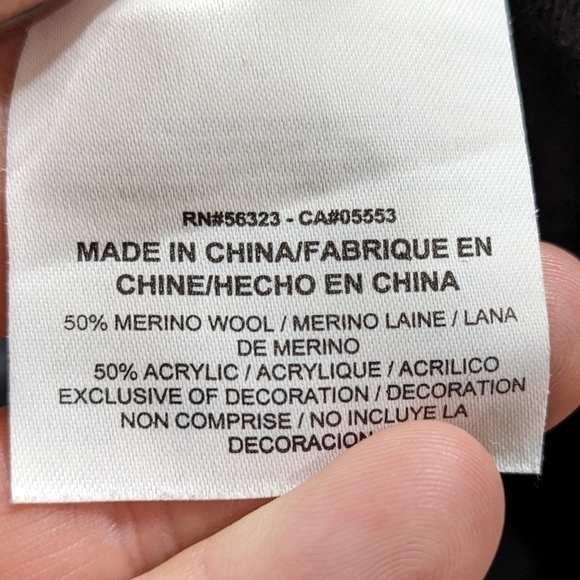 RN#56323 - CA#05553
MADE IN CHINA/FABRIQUE EN
CHINE/HECHO EN CHINA
50% MERINO WOOL / MERINO LAINE / LANA
DE MERINO
50% ACRYLIC / ACRYLIQUE / ACRILICO
EXCLUSIVE OF DECORATION / DECORATION
NON COMPRISE / NO INCLUYE LA
DECORACION